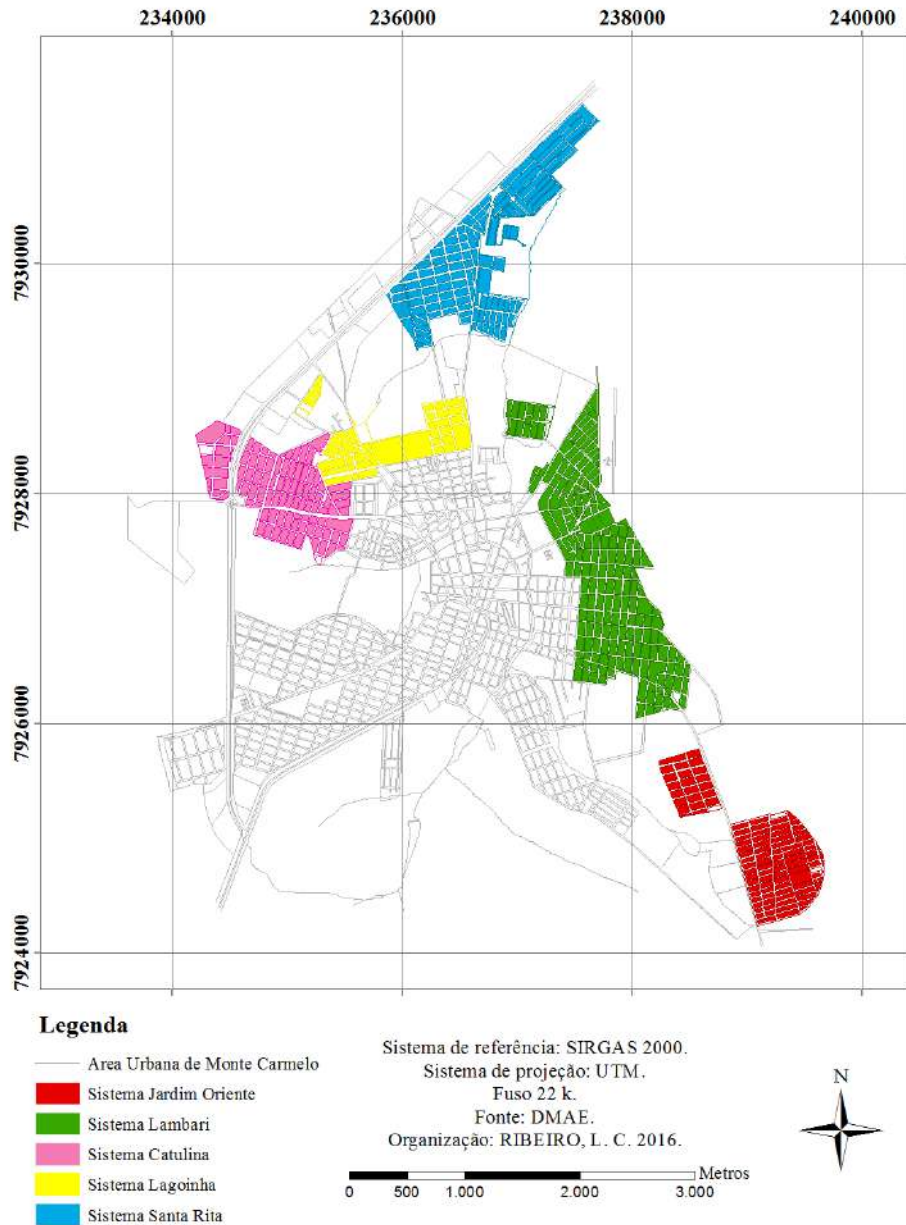 234000 236000 238000 240000
7930000
7928000
7926000
7924000
Legenda
Area Urbana de Monte Carmelo
Sistema Jardim Oriente
Sistema Lambari
Sistema Catulina
Sistema Lagoinha
Sistema Santa Rita
Sistema de referência: SIRGAS 2000.
Sistema de projeção: UTM.
Fuso 22 k.
Fonte: DMAE.
Organização: RIBEIRO, L. C. 2016.
Metros
0 500 1.000 2.000 3.000
N